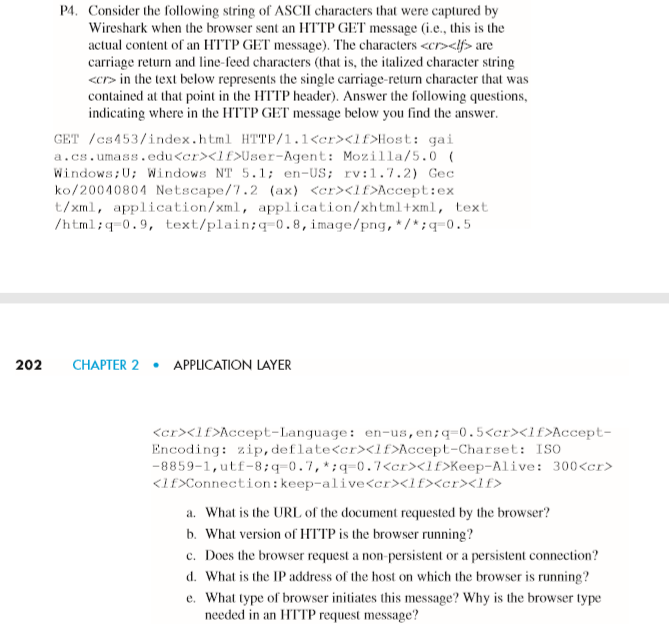 P4. Consider the following string of ASCII characters that were captured by
Wireshark when the browser sent an HTTP GET message (i.e., this is the
actual content of an HTTP GET message). The characters <cr><lf> are
carriage return and line-feed characters (that is, the italized character string
<cr> in the text below represents the single carriage-return character that was
contained at that point in the HTTP header). Answer the following questions,
indicating where in the HTTP GET message below you find the answer.
GET /cs453/index.html HTTP/1.1<cr><lf>Host: gai
a.cs.umass.edu<cr><lf>User-Agent: Mozilla/5.0 (
Windows;U; Windows NT 5.1; en-US; rv:1.7.2) Gec
ko/20040804 Netscape/7.2 (ax) <cr><lf>Accept:ex
t/xml, application/xml, application/xhtml+xml, text
/html;q=0.9, text/plain;q=0.8,image/png,*/*;q=0.5
202 CHAPTER 2 • APPLICATION LAYER
<cr><lf>Accept-Language: en-us,en;q=0.5<cr><lf>Accept-
Encoding: zip,deflate<cr><lf>Accept-Charset: ISO
-8859-1,utf-8;q=0.7,*;q=0.7<cr><lf>Keep-Alive: 300<cr>
<lf>Connection:keep-alive<cr><lf><cr><lf>
a. What is the URL of the document requested by the browser?
b. What version of HTTP is the browser running?
c. Does the browser request a non-persistent or a persistent connection?
d. What is the IP address of the host on which the browser is running?
e. What type of browser initiates this message? Why is the browser type
needed in an HTTP request message?